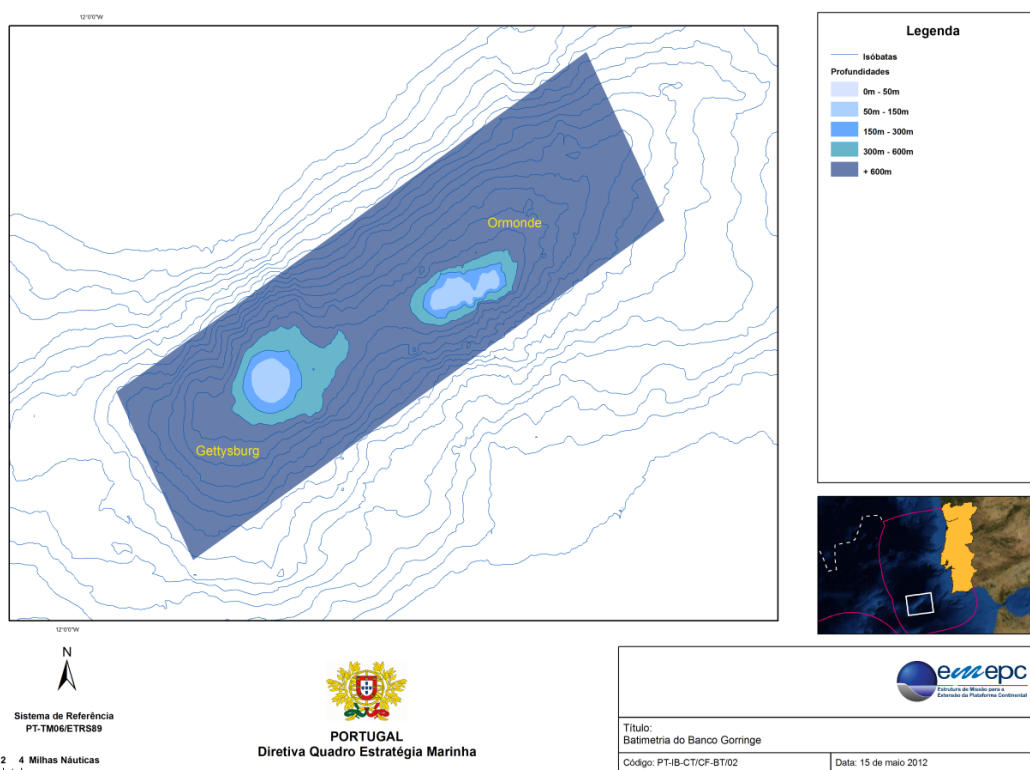 12°0'0"W
Legenda
Isóbatas
Profundidades
0m - 50m
50m - 150m
150m - 300m
300m - 600m
+ 600m
Ormonde
Gettysburg
12°0'0"W
N
Sistema de Referência
PT-TM06/ETRS89
2 4 Milhas Náuticas
PORTUGAL
Diretiva Quadro Estratégia Marinha
emepc
Estrutura de Missão para a
Extensão da Plataforma Continental
Título:
Batimetria do Banco Gorringe
Código: PT-IB-CT/CF-BT/02
Data: 15 de maio 2012